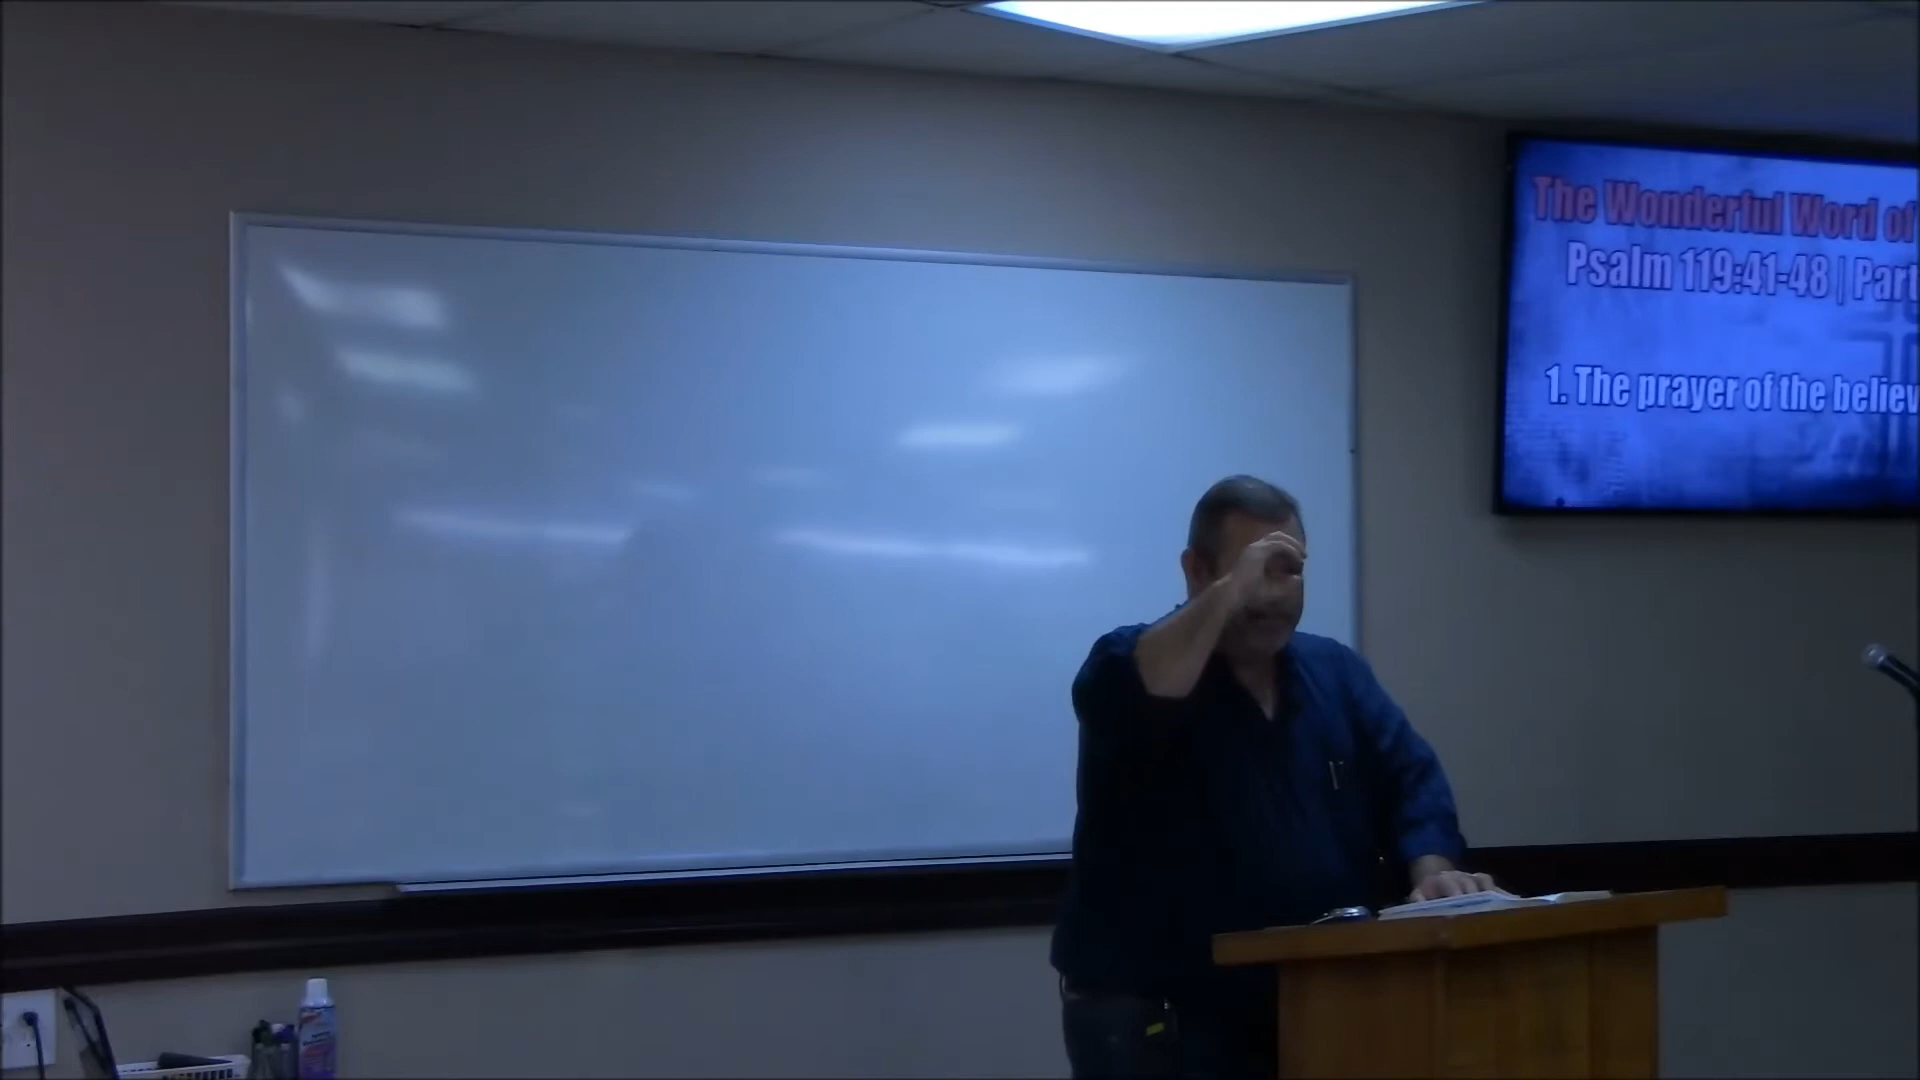 The Wonderful Word of
Psalm 119:41-48 | Part
1. The prayer of the believ